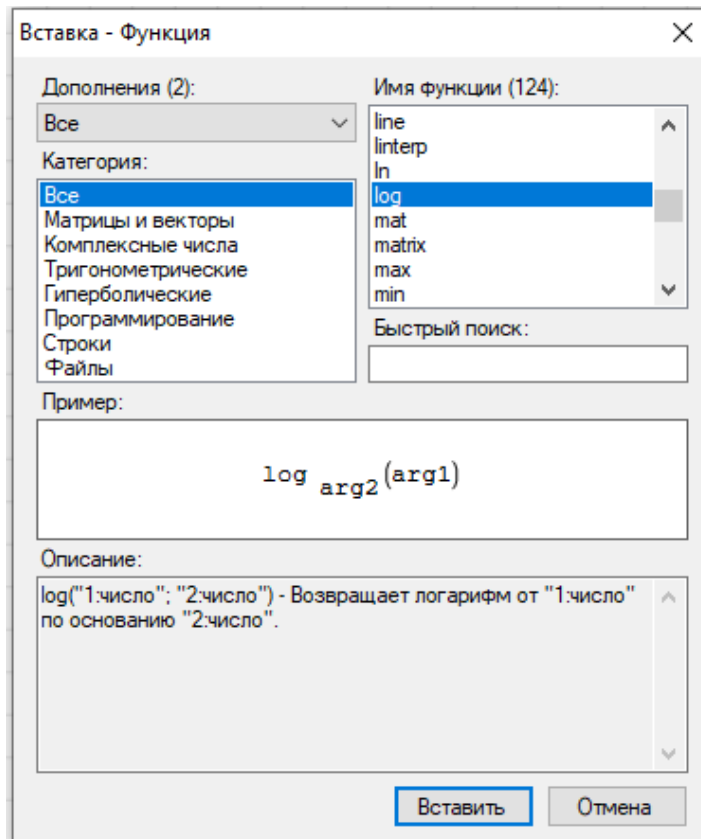 Вставка - Функция
Дополнения (2):
Все
Категория:
Все
Матрицы и векторы
Комплексные числа
Тригонометрические
Гиперболические
Программирование
Строки
Файлы
Имя функции (124):
line
linterp
ln
log
mat
matrix
max
min
Быстрый поиск:
Пример:
log arg2(arg1)
Описание:
log("1:число"; "2:число") - Возвращает логарифм от "1:число"
по основанию "2:число".
Вставить
Отмена